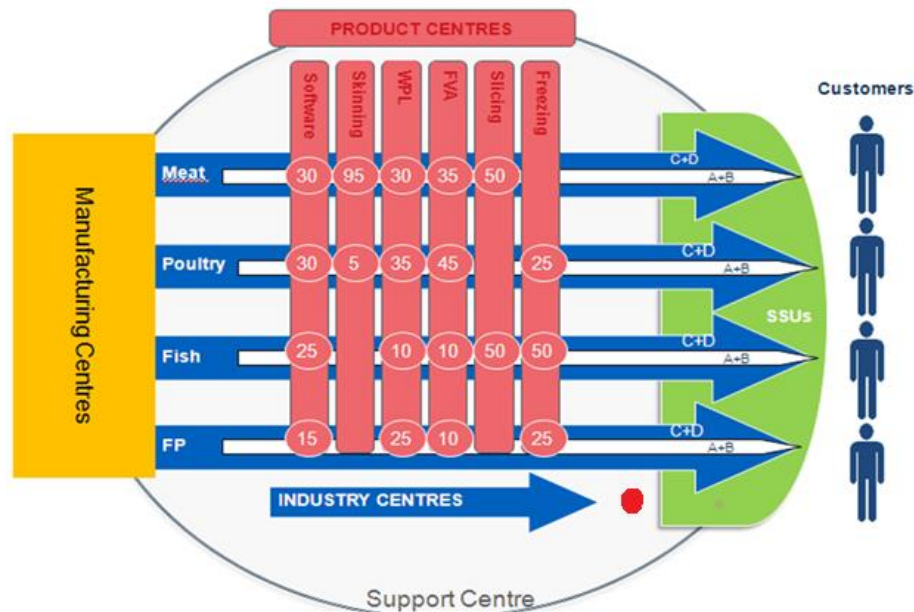 PRODUCT CENTRES
Customers
Software
Skinning
WPL
FVA
Slicing
Freezing
Manufacturing Centres
Meat
30
95
30
35
50
C+D
A+B
Poultry
30
5
35
45
25
C+D
A+B
SSUs
Fish
25
10
10
50
50
C+D
A+B
FP
15
25
10
25
C+D
A+B
INDUSTRY CENTRES
Support Centre